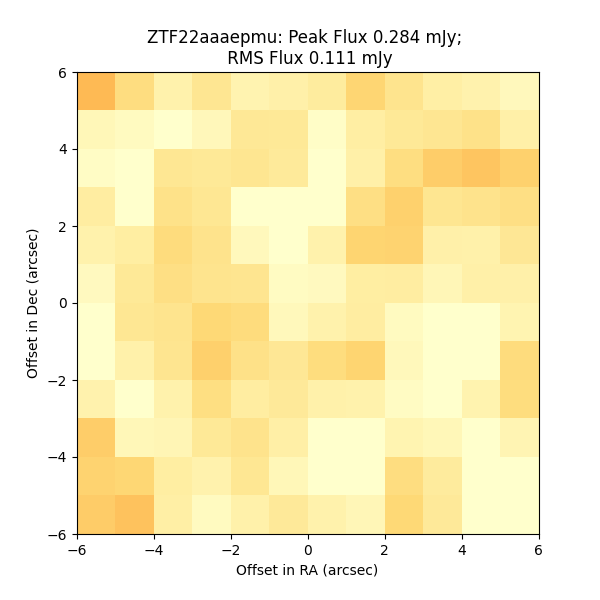 ZTF22aaaepmu: Peak Flux 0.284 mJy;
RMS Flux 0.111 mJy
6
4
2
0
−2
−4
−6
Offset in Dec (arcsec)
−6 −4 −2 0 2 4 6
Offset in RA (arcsec)